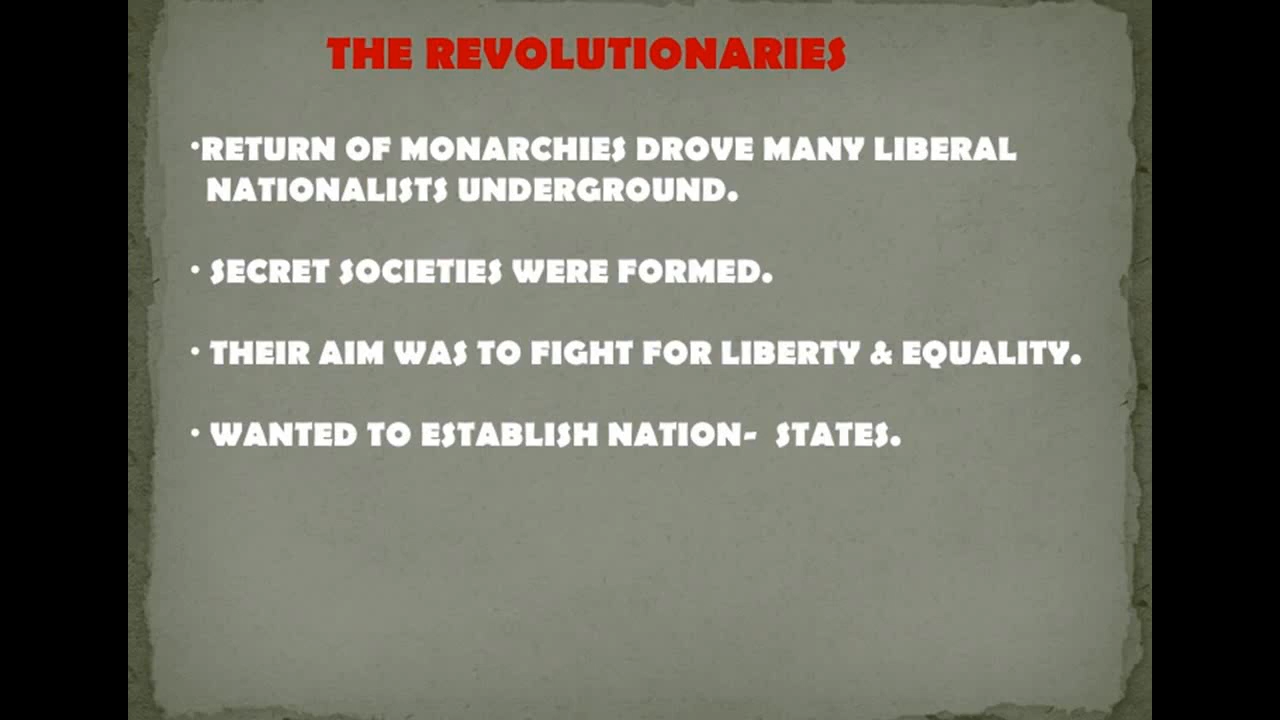 THE REVOLUTIONARIES
•RETURN OF MONARCHIES DROVE MANY LIBERAL
NATIONALISTS UNDERGROUND.
• SECRET SOCIETIES WERE FORMED.
• THEIR AIM WAS TO FIGHT FOR LIBERTY & EQUALITY.
• WANTED TO ESTABLISH NATION- STATES.